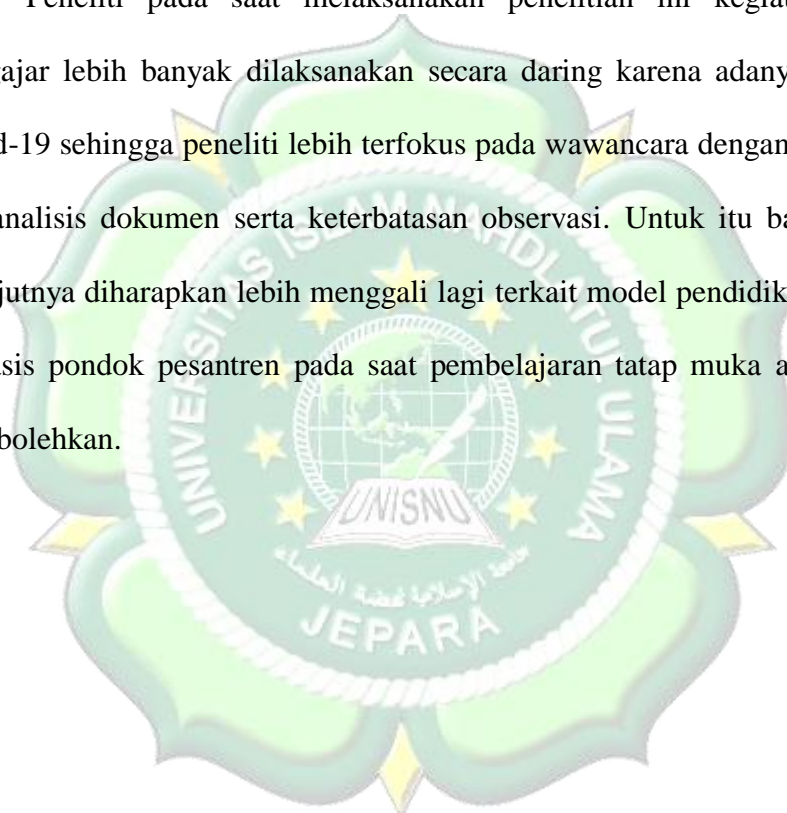 Peneliti pada saat melaksanakan penelitian ini kegiat
gajar lebih banyak dilaksanakan secara daring karena adany
d-19 sehingga peneliti lebih terfokus pada wawancara dengan
analisis dokumen serta keterbatasan observasi. Untuk itu ba
jutnya diharapkan lebih menggali lagi terkait model pendidik
asis pondok pesantren pada saat pembelajaran tatap muka a
bolehkan.
UNIVERSITAS ISLAM NAHDLATUL ULAMA
UNISNU
JEPARA